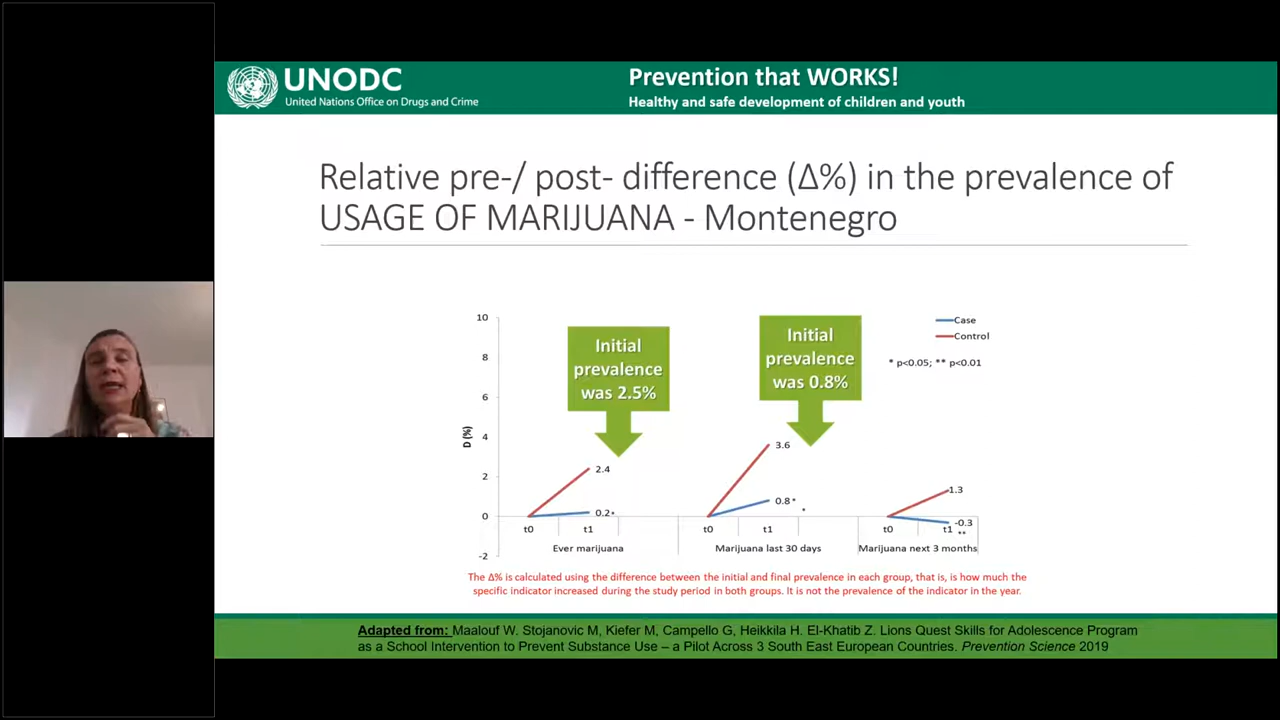 UNODC
United Nations Office on Drugs and Crime
Prevention that WORKS!
Healthy and safe development of children and youth
Relative pre-/ post- difference (Δ%) in the prevalence of
USAGE OF MARIJUANA - Montenegro
D (%)
10
8
6
4
2
0
-2
Initial
prevalence
was 2.5%
Initial
prevalence
was 0.8%
Case
Control
* p<0.05; ** p<0.01
2.4
0.2*
3.6
0.8*
*
1.3
-0.3
**
t0 t1 t0 t1 t0 t1
Ever marijuana Marijuana last 30 days Marijuana next 3 months
The Δ% is calculated using the difference between the initial and final prevalence in each group, that is, is how much the
specific indicator increased during the study period in both groups. It is not the prevalence of the indicator in the year.
Adapted from: Maalouf W. Stojanovic M, Kiefer M, Campello G, Heikkila H. El-Khatib Z. Lions Quest Skills for Adolescence Program
as a School Intervention to Prevent Substance Use – a Pilot Across 3 South East European Countries. Prevention Science 2019